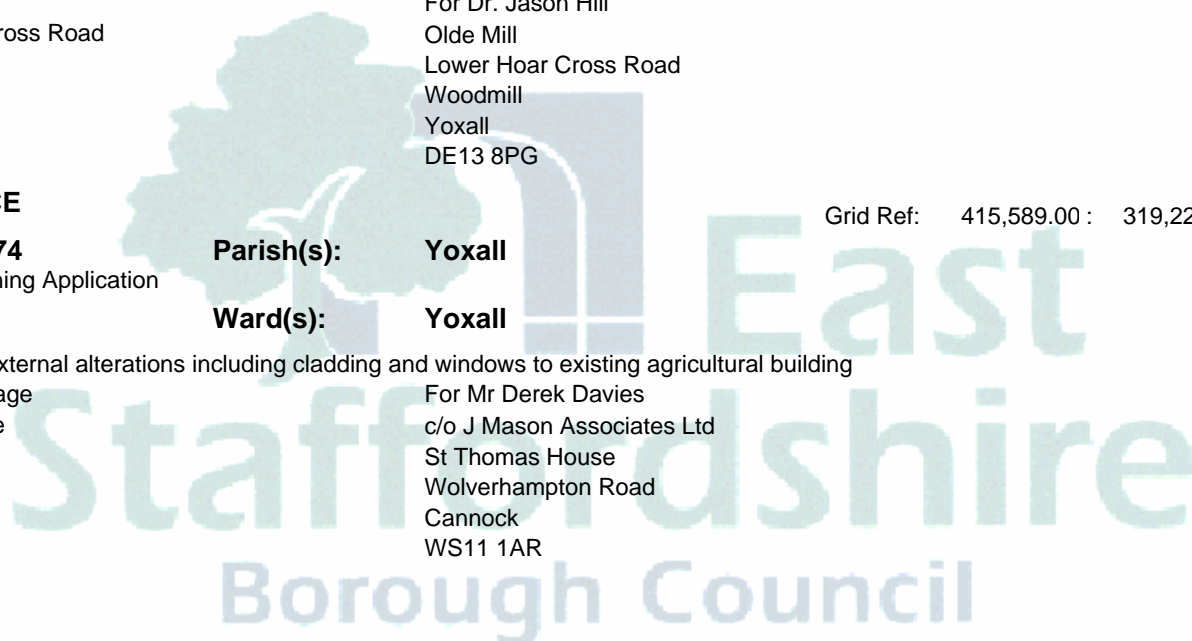 For Dr. Jason Hill
ross Road Olde Mill
Lower Hoar Cross Road
Woodmill
Yoxall
DE13 8PG
CE
Grid Ref: 415,589.00 : 319,22
74 Parish(s): Yoxall
ning Application
Ward(s): Yoxall
xternal alterations including cladding and windows to existing agricultural building
age For Mr Derek Davies
e c/o J Mason Associates Ltd
St Thomas House
Wolverhampton Road
Cannock
WS11 1AR
East
Staffordshire
Borough Council